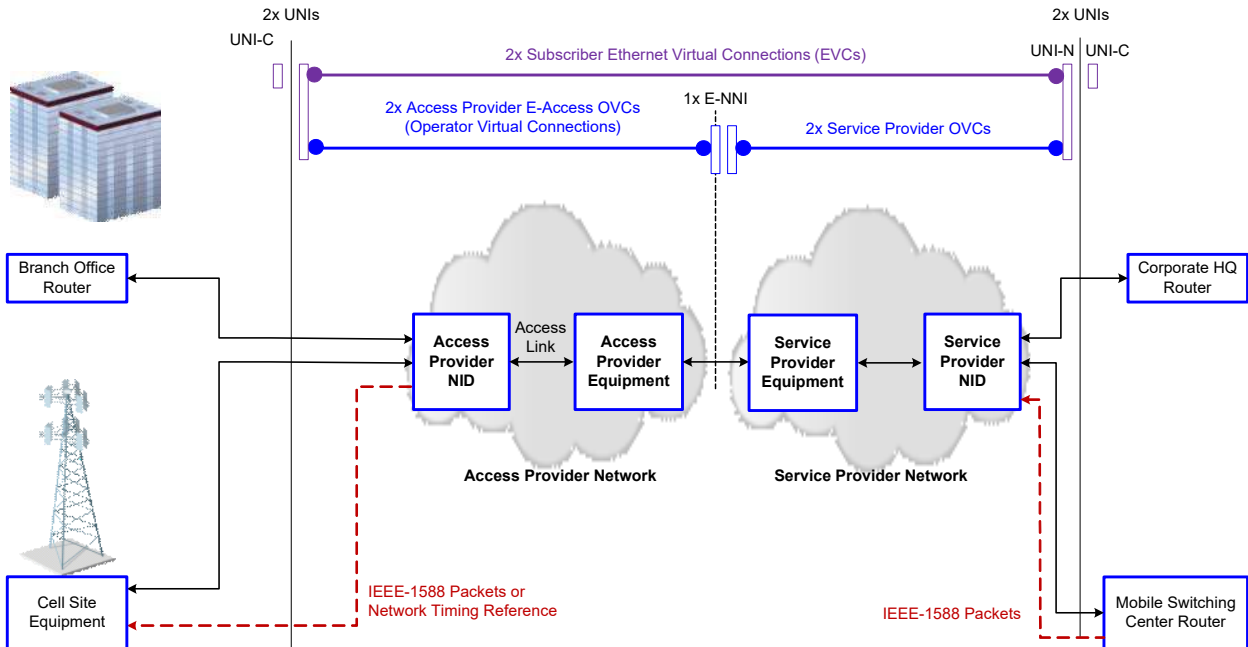 2x UNIs
2x UNIs
UNI-C
UNI-N
UNI-C
2x Subscriber Ethernet Virtual Connections (EVCs)
2x Access Provider E-Access OVCs
(Operator Virtual Connections)
1x E-NNI
2x Service Provider OVCs
Branch Office
Router
Corporate HQ
Router
Access
Provider
NID
Access
Link
Access
Provider
Equipment
Service
Provider
Equipment
Service
Provider
NID
Access Provider Network
Service Provider Network
Cell Site
Equipment
IEEE-1588 Packets or
Network Timing Reference
IEEE-1588 Packets
Mobile Switching
Center Router